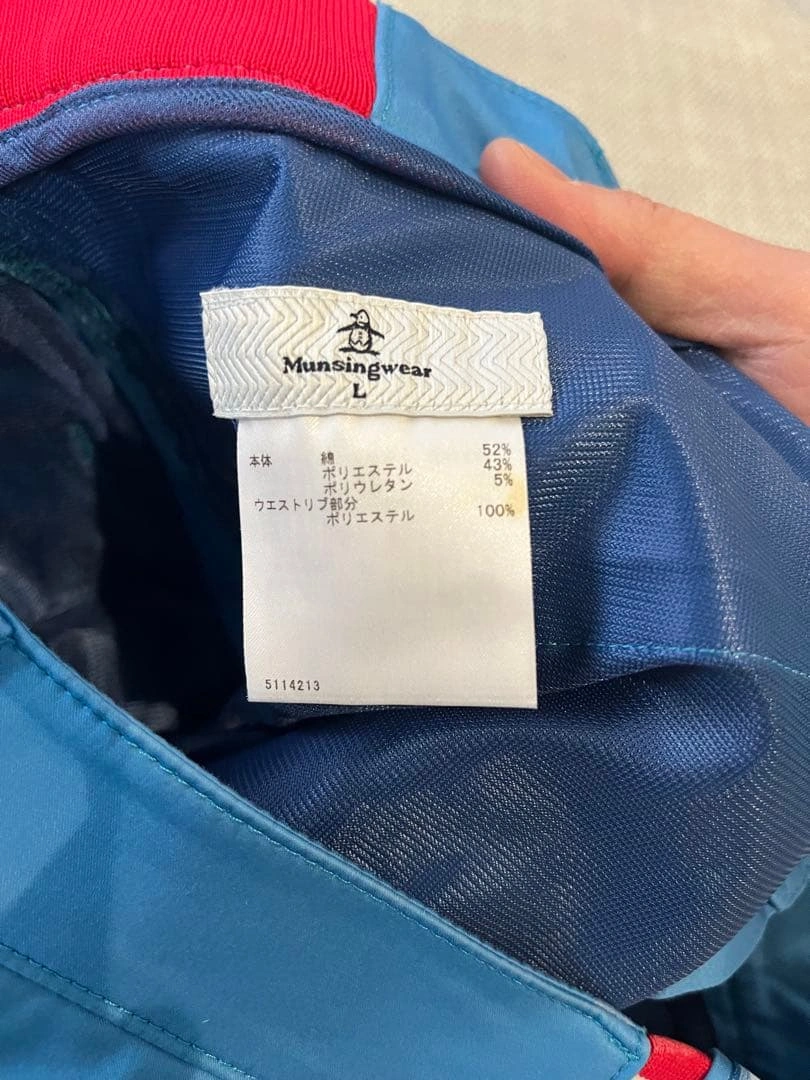 Munsingwear
L
本体 綿 52%
ポリエステル 43%
ポリウレタン 5%
ウエストリブ部分
ポリエステル 100%
5114213